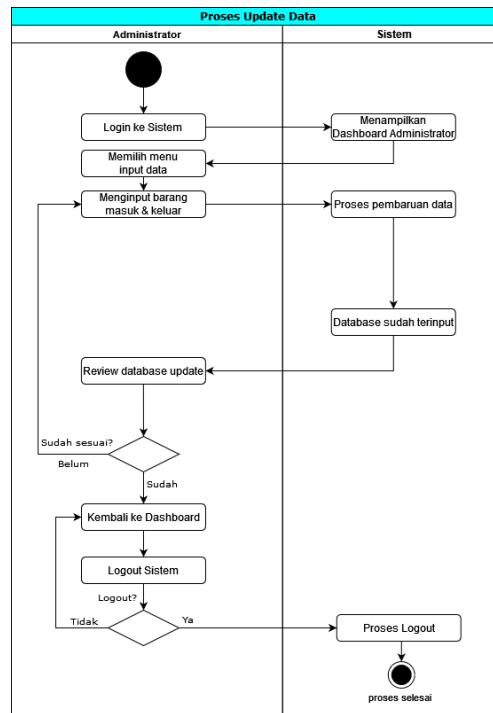 Proses Update Data
Administrator
Sistem
Login ke Sistem
Menampilkan
Dashboard Administrator
Memilih menu
input data
Menginput barang
masuk & keluar
Proses pembaruan data
Database sudah terinput
Review database update
Sudah sesuai?
Belum
Sudah
Kembali ke Dashboard
Logout Sistem
Logout?
Tidak
Ya
Proses Logout
proses selesai